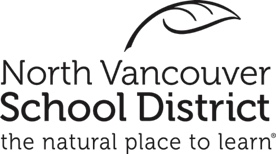 North Vancouver
School District
the natural place to learn®